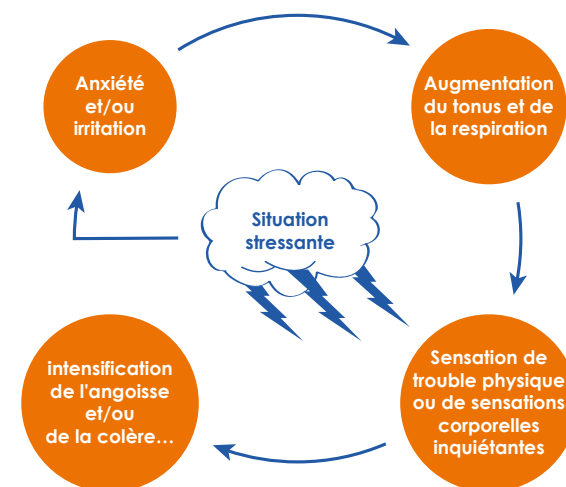 Anxiété
et/ou
irritation
Augmentation
du tonus et de
la respiration
Situation
stressante
Sensation de
trouble physique
ou de sensations
corporelles
inquiétantes
intensification
de l'angoisse
et/ou
de la colère…